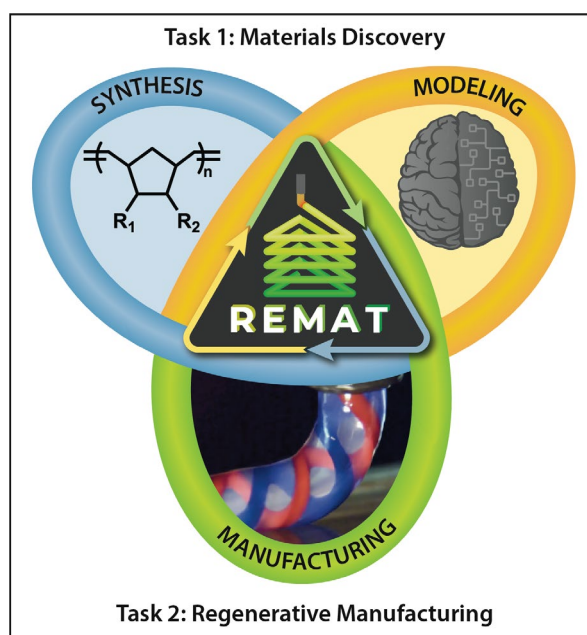 Task 1: Materials Discovery
SYNTHESIS
MODELING
n
R1
R2
REMAT
MANUFACTURING
Task 2: Regenerative Manufacturing